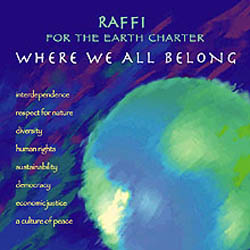 RAFFI
FOR THE EARTH CHARTER
WHERE WE ALL BELONG
interdependence
respect for nature
diversity
human rights
sustainability
democracy
economic justice
a culture of peace